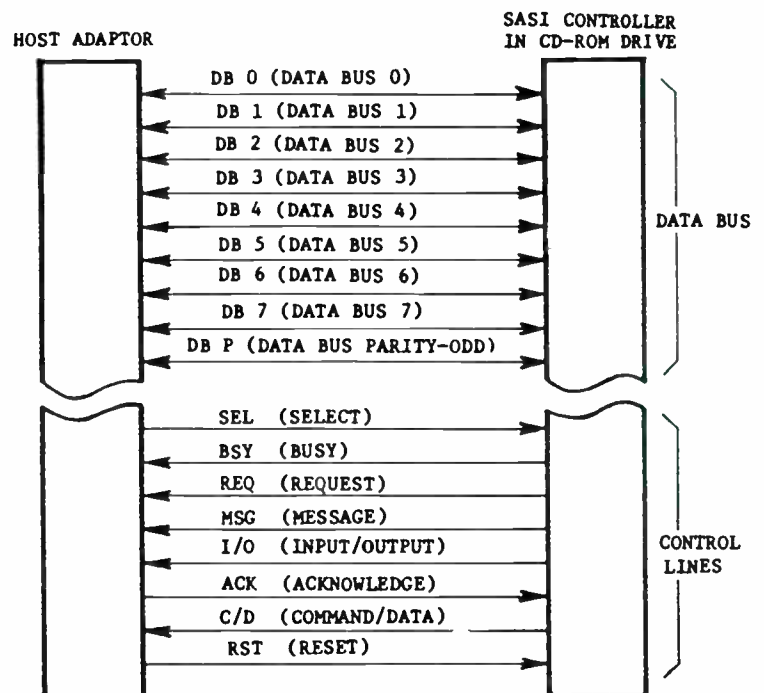 SASI CONTROLLER
HOST ADAPTOR IN CD-ROM DRIVE
DB 0 (DATA BUS 0)
DB 1 (DATA BUS 1)
DB 2 (DATA BUS 2)
DB 3 (DATA BUS 3)
DB 4 (DATA BUS 4)
DATA BUS
DB 5 (DATA BUS 5)
DB 6 (DATA BUS 6)
DB 7 (DATA BUS 7)
DB P (DATA BUS PARITY-ODD)
SEL (SELECT)
BSY (BUSY)
REQ (REQUEST)
MSG (MESSAGE)
I/O (INPUT/OUTPUT)
CONTROL
LINES
ACK (ACKNOWLEDGE)
C/D (COMMAND/DATA)
RST (RESET)